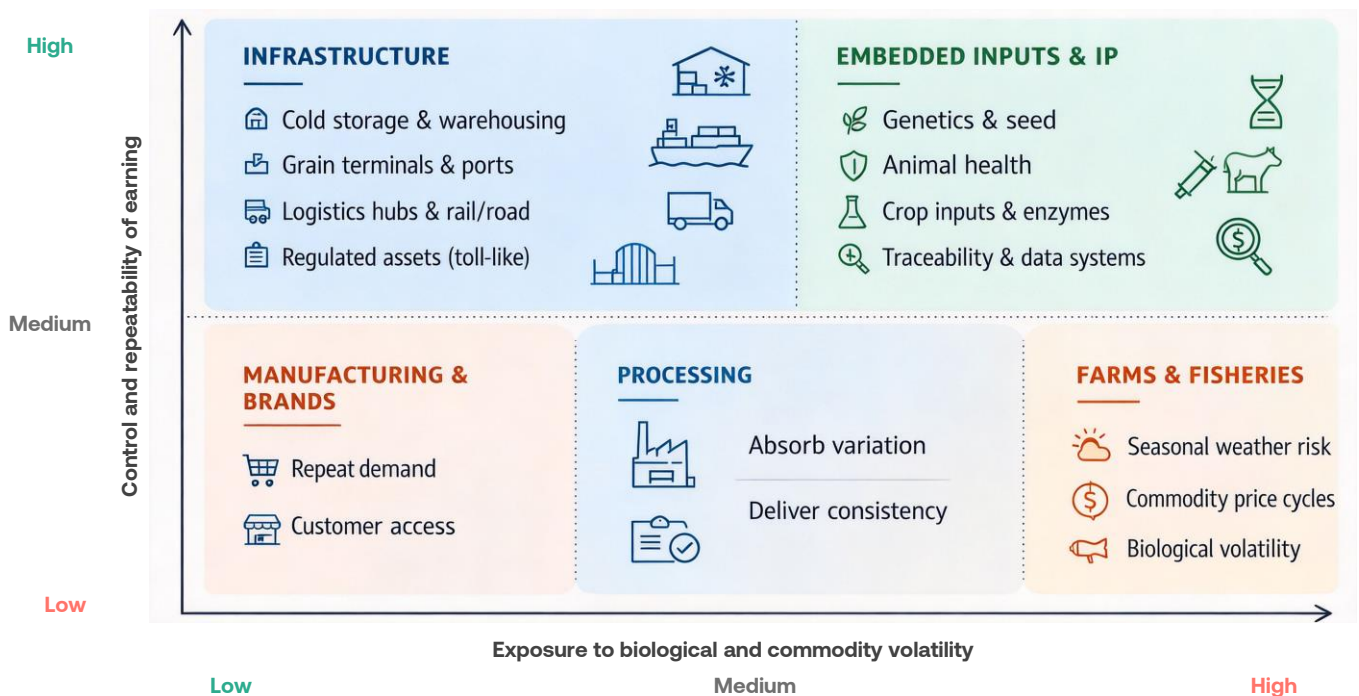 High
Medium
Low
Control and repeatability of earning
INFRASTRUCTURE
Cold storage & warehousing
Grain terminals & ports
Logistics hubs & rail/road
Regulated assets (toll-like)
EMBEDDED INPUTS & IP
Genetics & seed
Animal health
Crop inputs & enzymes
Traceability & data systems
$
MANUFACTURING &
BRANDS
Repeat demand
Customer access
PROCESSING
Absorb variation
Deliver consistency
FARMS & FISHERIES
Seasonal weather risk
$
Commodity price cycles
Biological volatility
Exposure to biological and commodity volatility
Low
Medium
High